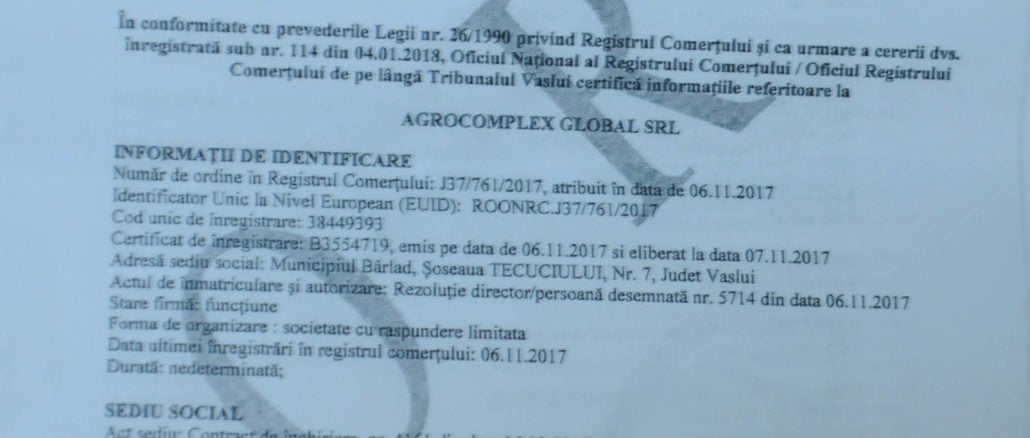 În conformitate cu prevederile Legii nr. 26/1990 privind Registrul Comerțului și ca urmare a cererii dvs.
înregistrată sub nr. 114 din 04.01.2018, Oficiul Național al Registrului Comerțului / Oficiul Registrului
Comerțului de pe lângă Tribunalul Vaslui certifică informațiile referitoare la
AGROCOMPLEX GLOBAL SRL
INFORMAȚII DE IDENTIFICARE
Număr de ordine în Registrul Comerțului: J37/761/2017, atribuit în data de 06.11.2017
Identificator Unic la Nivel European (EUID): ROONRC.J37/761/2017
Cod unic de înregistrare: 38449393
Certificat de înregistrare: B3554719, emis pe data de 06.11.2017 si eliberat la data 07.11.2017
Adresă sediu social: Municipiul Bârlad, Șoseaua TECUCIULUI, Nr. 7, Judet Vaslui
Actul de înmatriculare și autorizare: Rezoluție director/persoană desemnată nr. 5714 din data 06.11.2017
Stare firmă: funcțiune
Forma de organizare : societate cu raspundere limitata
Data ultimei înregistrări în registrul comerțului: 06.11.2017
Durată: nedeterminată;
SEDIU SOCIAL
Act sediu: Contract de închiriere
O R